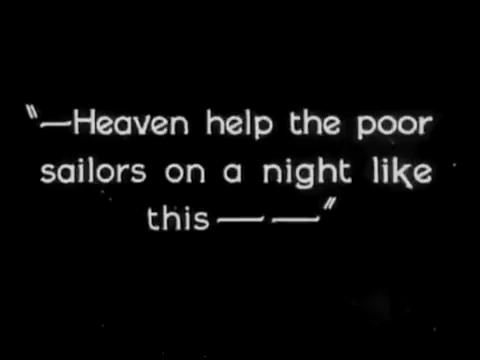 "—Heaven help the poor
sailors on a night like
this— —"